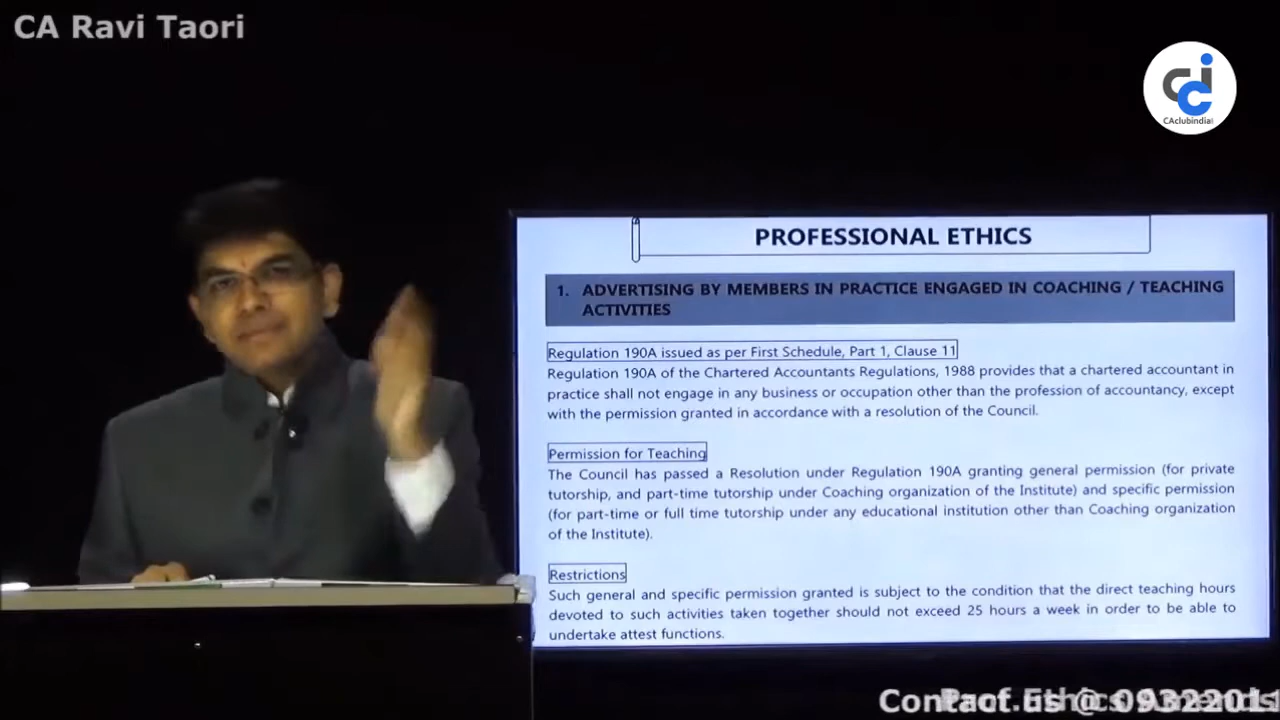 CA Ravi Taori
CAclubindia
PROFESSIONAL ETHICS
1. ADVERTISING BY MEMBERS IN PRACTICE ENGAGED IN COACHING / TEACHING
ACTIVITIES
Regulation 190A issued as per First Schedule, Part 1, Clause 11
Regulation 190A of the Chartered Accountants Regulations, 1988 provides that a chartered accountant in
practice shall not engage in any business or occupation other than the profession of accountancy, except
with the permission granted in accordance with a resolution of the Council.
Permission for Teaching
The Council has passed a Resolution under Regulation 190A granting general permission (for private
tutorship, and part-time tutorship under Coaching organization of the Institute) and specific permission
(for part-time or full time tutorship under any educational institution other than Coaching organization
of the Institute).
Restrictions
Such general and specific permission granted is subject to the condition that the direct teaching hours
devoted to such activities taken together should not exceed 25 hours a week in order to be able to
undertake attest functions.
Contact us @